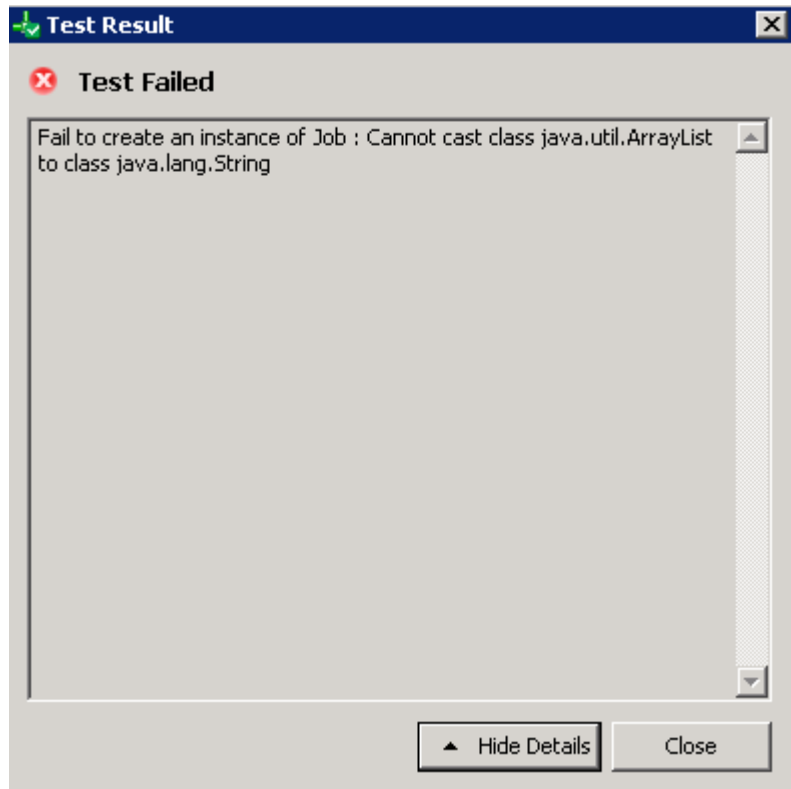 Test Result
Test Failed
Fail to create an instance of Job : Cannot cast class java.util.ArrayList
to class java.lang.String
Hide Details
Close